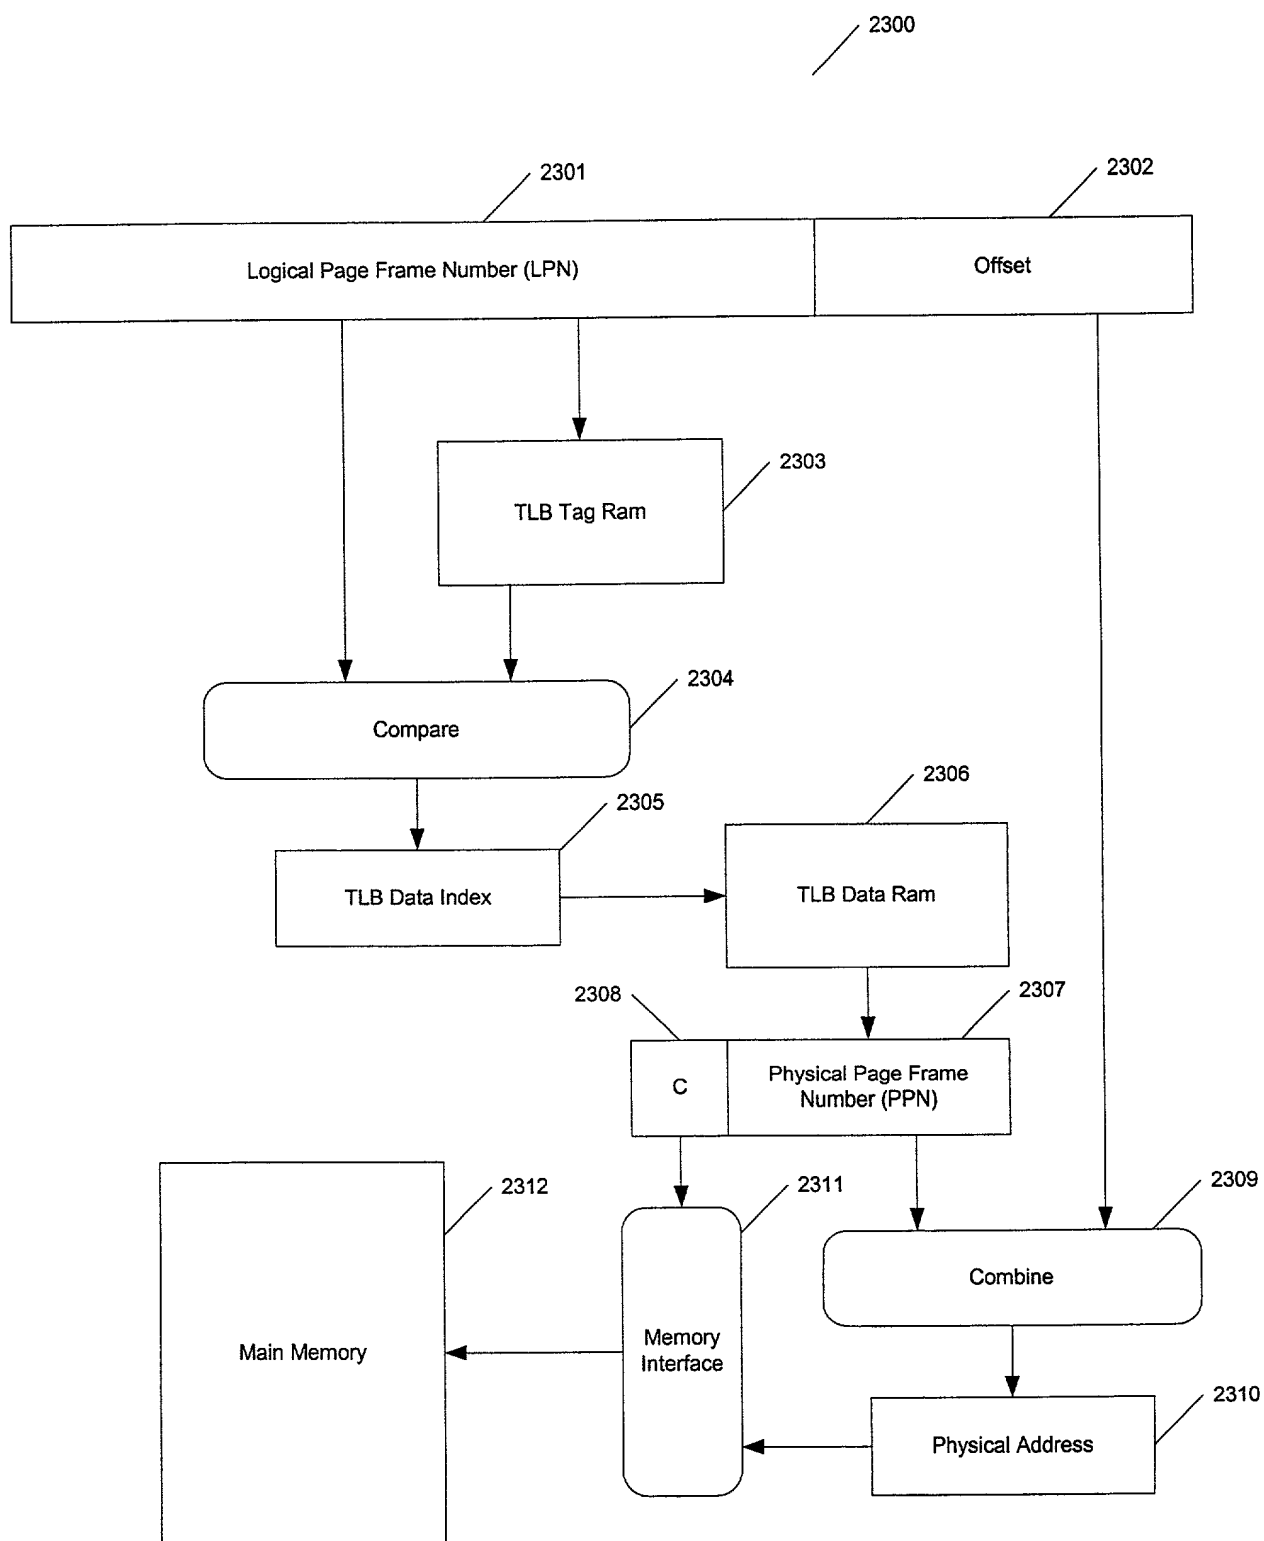 2300
2301
2302
Logical Page Frame Number (LPN)
Offset
2303
TLB Tag Ram
2304
Compare
2305
2306
TLB Data Index
TLB Data Ram
2308
2307
C
Physical Page Frame
Number (PPN)
2312
2311
2309
Combine
Main Memory
Memory
Interface
2310
Physical Address